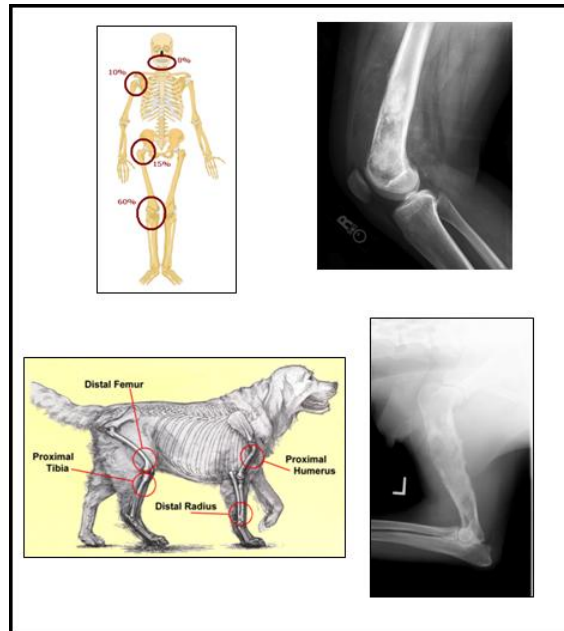 8%
10%
15%
60%
Distal Femur
Proximal
Tibia
Proximal
Humerus
Distal Radius
L